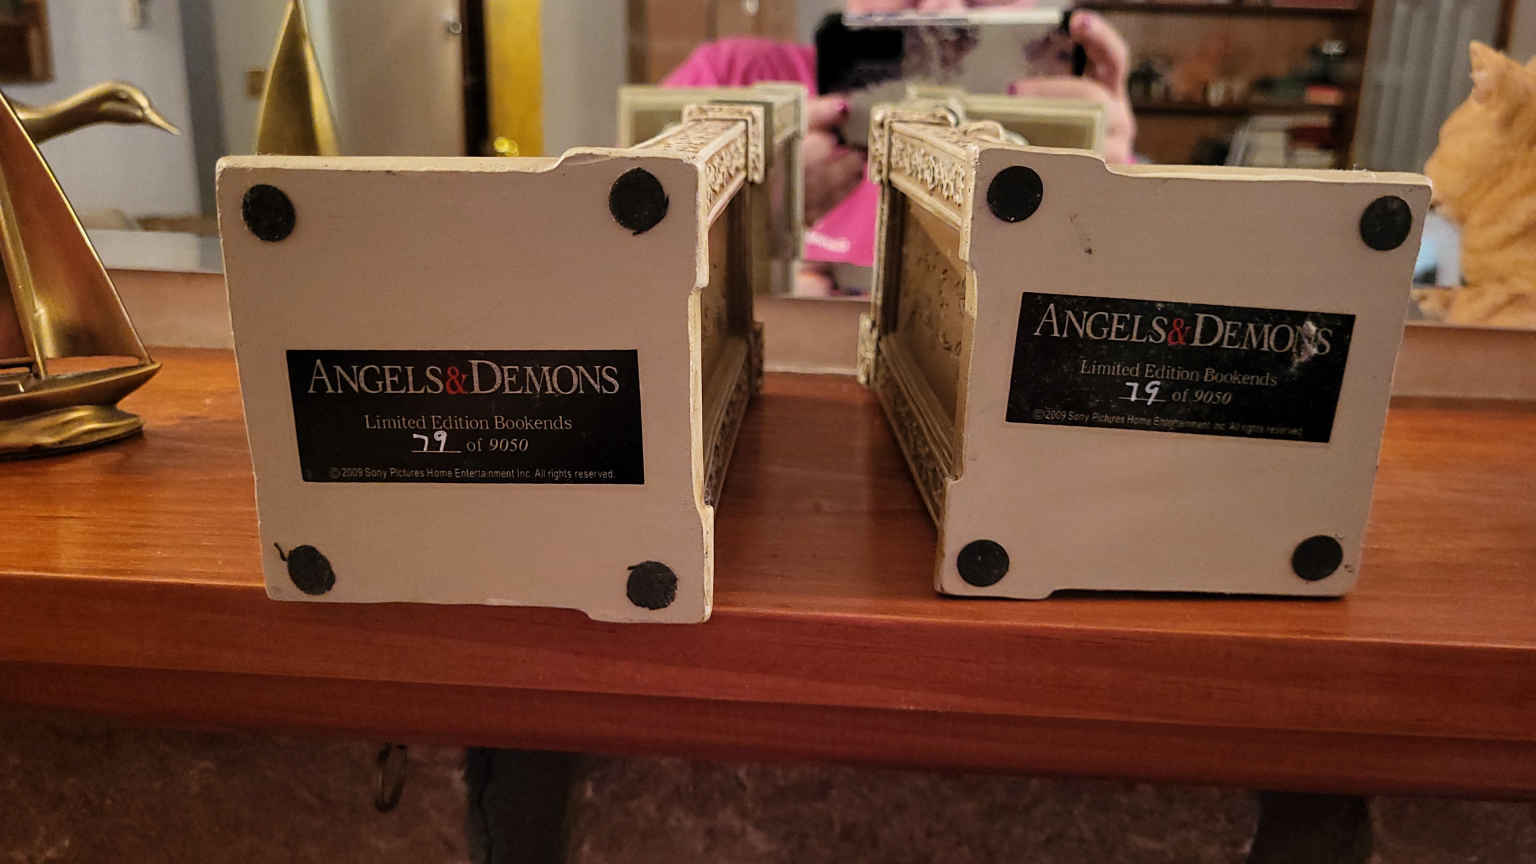 ANGELS&DEMONS
Limited Edition Bookends
79 of 9050
©2009 Sony Pictures Home Entertainment Inc. All rights reserved.
ANGELS&DEMONS
Limited Edition Bookends
79 of 9050
©2009 Sony Pictures Home Entertainment Inc. All rights reserved.